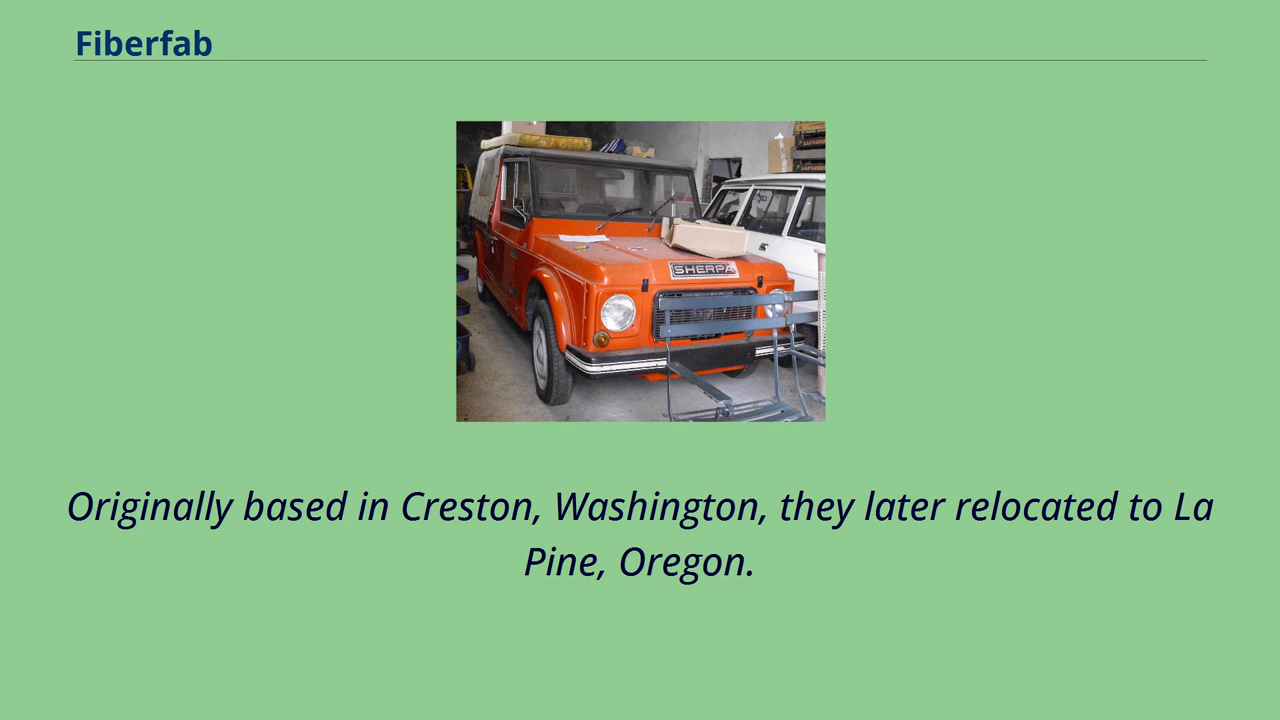 Fiberfab
SHERPA
Originally based in Creston, Washington, they later relocated to La
Pine, Oregon.